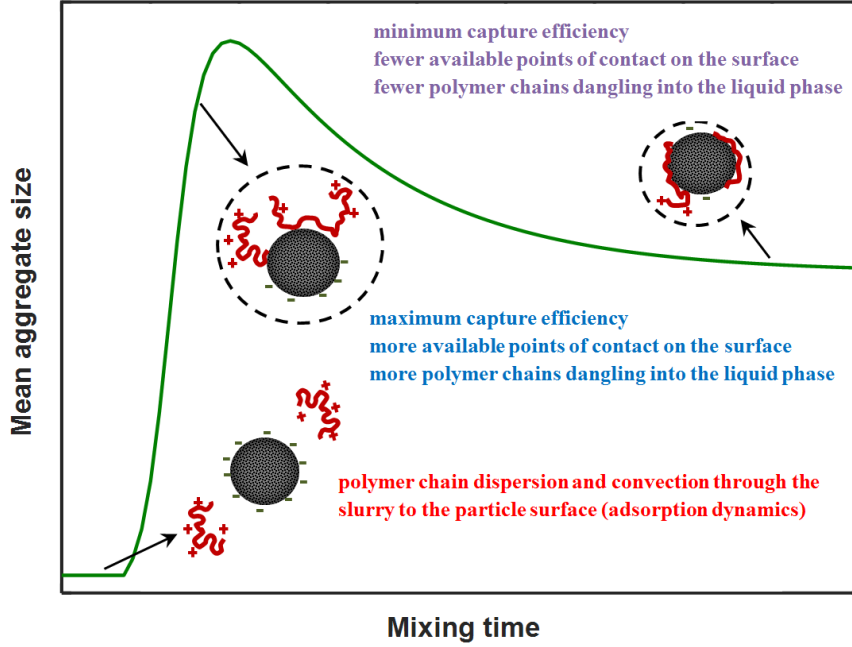 minimum capture efficiency
fewer available points of contact on the surface
fewer polymer chains dangling into the liquid phase
maximum capture efficiency
more available points of contact on the surface
more polymer chains dangling into the liquid phase
polymer chain dispersion and convection through the
slurry to the particle surface (adsorption dynamics)
Mean aggregate size
Mixing time